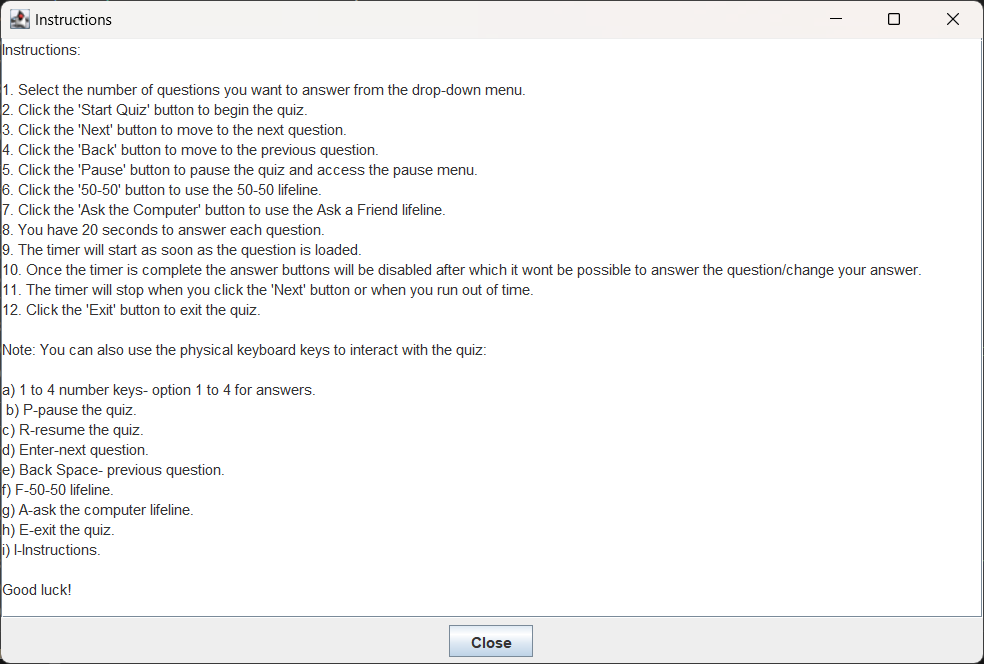 Instructions
Instructions:
1. Select the number of questions you want to answer from the drop-down menu.
2. Click the 'Start Quiz' button to begin the quiz.
3. Click the 'Next' button to move to the next question.
4. Click the 'Back' button to move to the previous question.
5. Click the 'Pause' button to pause the quiz and access the pause menu.
6. Click the '50-50' button to use the 50-50 lifeline.
7. Click the 'Ask the Computer' button to use the Ask a Friend lifeline.
8. You have 20 seconds to answer each question.
9. The timer will start as soon as the question is loaded.
10. Once the timer is complete the answer buttons will be disabled after which it wont be possible to answer the question/change your answer.
11. The timer will stop when you click the 'Next' button or when you run out of time.
12. Click the 'Exit' button to exit the quiz.
Note: You can also use the physical keyboard keys to interact with the quiz:
a) 1 to 4 number keys- option 1 to 4 for answers.
b) P-pause the quiz.
c) R-resume the quiz.
d) Enter-next question.
e) Back Space- previous question.
f) F-50-50 lifeline.
g) A-ask the computer lifeline.
h) E-exit the quiz.
i) I-Instructions.
Good luck!
Close